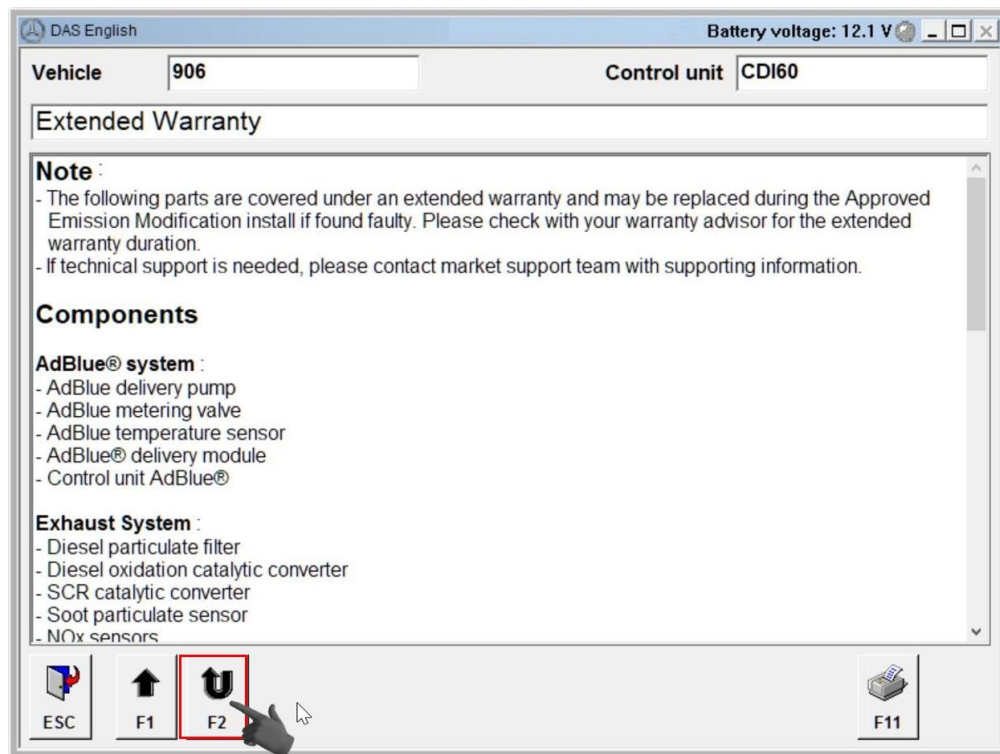 DAS English
Battery voltage: 12.1 V
Vehicle 906 Control unit CDI60
Extended Warranty
Note :
- The following parts are covered under an extended warranty and may be replaced during the Approved
Emission Modification install if found faulty. Please check with your warranty advisor for the extended
warranty duration.
- If technical support is needed, please contact market support team with supporting information.
Components
AdBlue® system :
- AdBlue delivery pump
- AdBlue metering valve
- AdBlue temperature sensor
- AdBlue® delivery module
- Control unit AdBlue®
Exhaust System :
- Diesel particulate filter
- Diesel oxidation catalytic converter
- SCR catalytic converter
- Soot particulate sensor
- NOx sensors
ESC F1 F2 F11